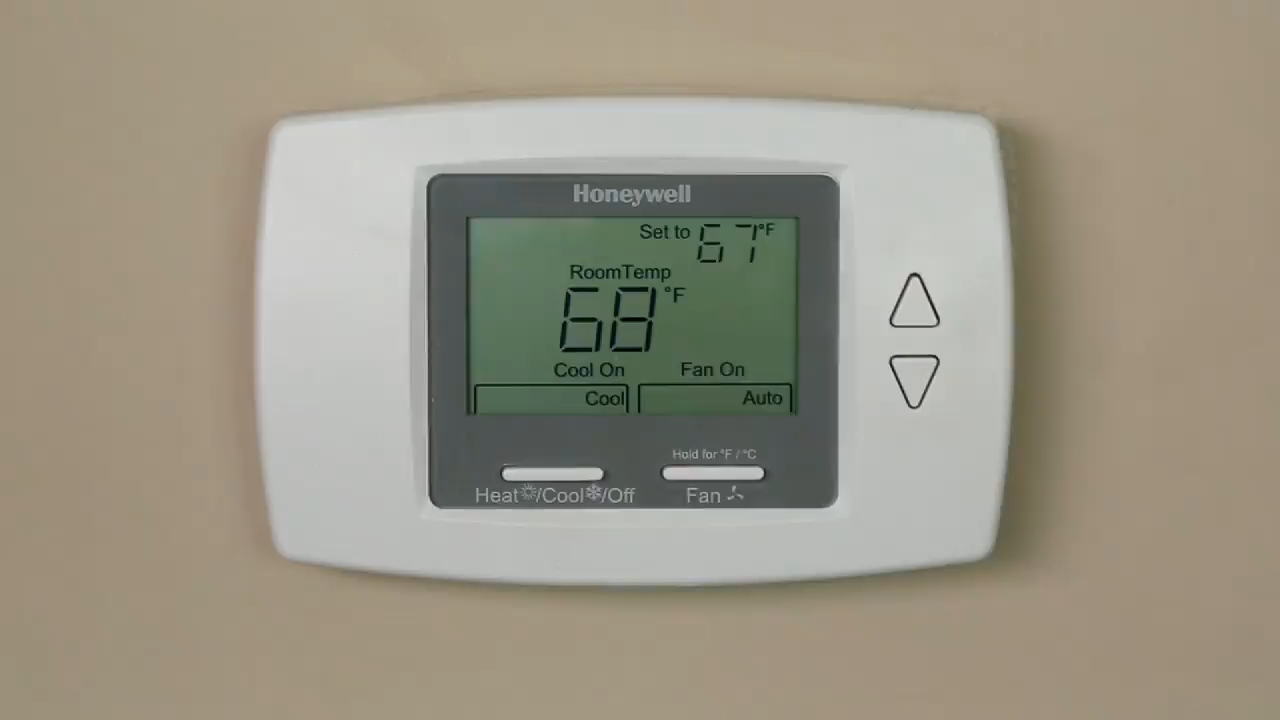 Honeywell
Set to 67°F
RoomTemp
68°F
Cool On Fan On
Cool Auto
Hold for °F / °C
Heat/Cool/Off Fan